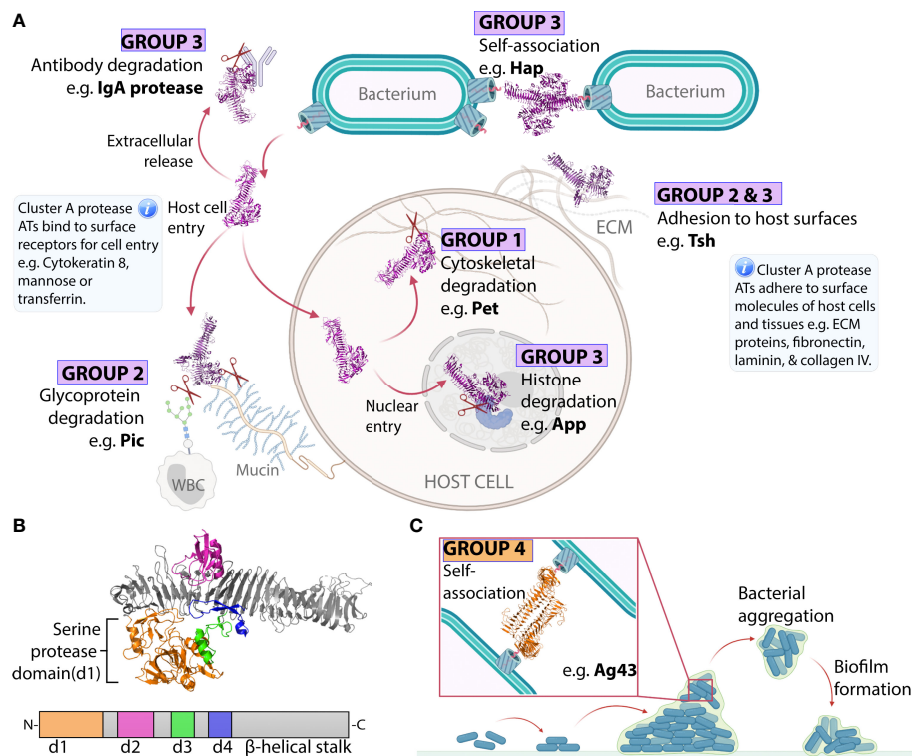 A
GROUP 3
Antibody degradation
e.g. IgA protease
Extracellular
release
GROUP 3
Self-association
e.g. Hap
Bacterium
Bacterium
Cluster A protease
ATs bind to surface
receptors for cell entry
e.g. Cytokeratin 8,
mannose or
transferrin.
Host cell
entry
ECM
GROUP 2 & 3
Adhesion to host surfaces
e.g. Tsh
i Cluster A protease
ATs adhere to surface
molecules of host cells
and tissues e.g. ECM
proteins, fibronectin,
laminin, & collagen IV.
GROUP 1
Cytoskeletal
degradation
e.g. Pet
GROUP 2
Glycoprotein
degradation
e.g. Pic
WBC
Mucin
Nuclear
entry
GROUP 3
Histone
degradation
e.g. App
HOST CELL
B
Serine
protease
domain(d1)
N-
-C
d1 d2 d3 d4 β-helical stalk
C
GROUP 4
Self-
association
e.g. Ag43
Bacterial
aggregation
Biofilm
formation